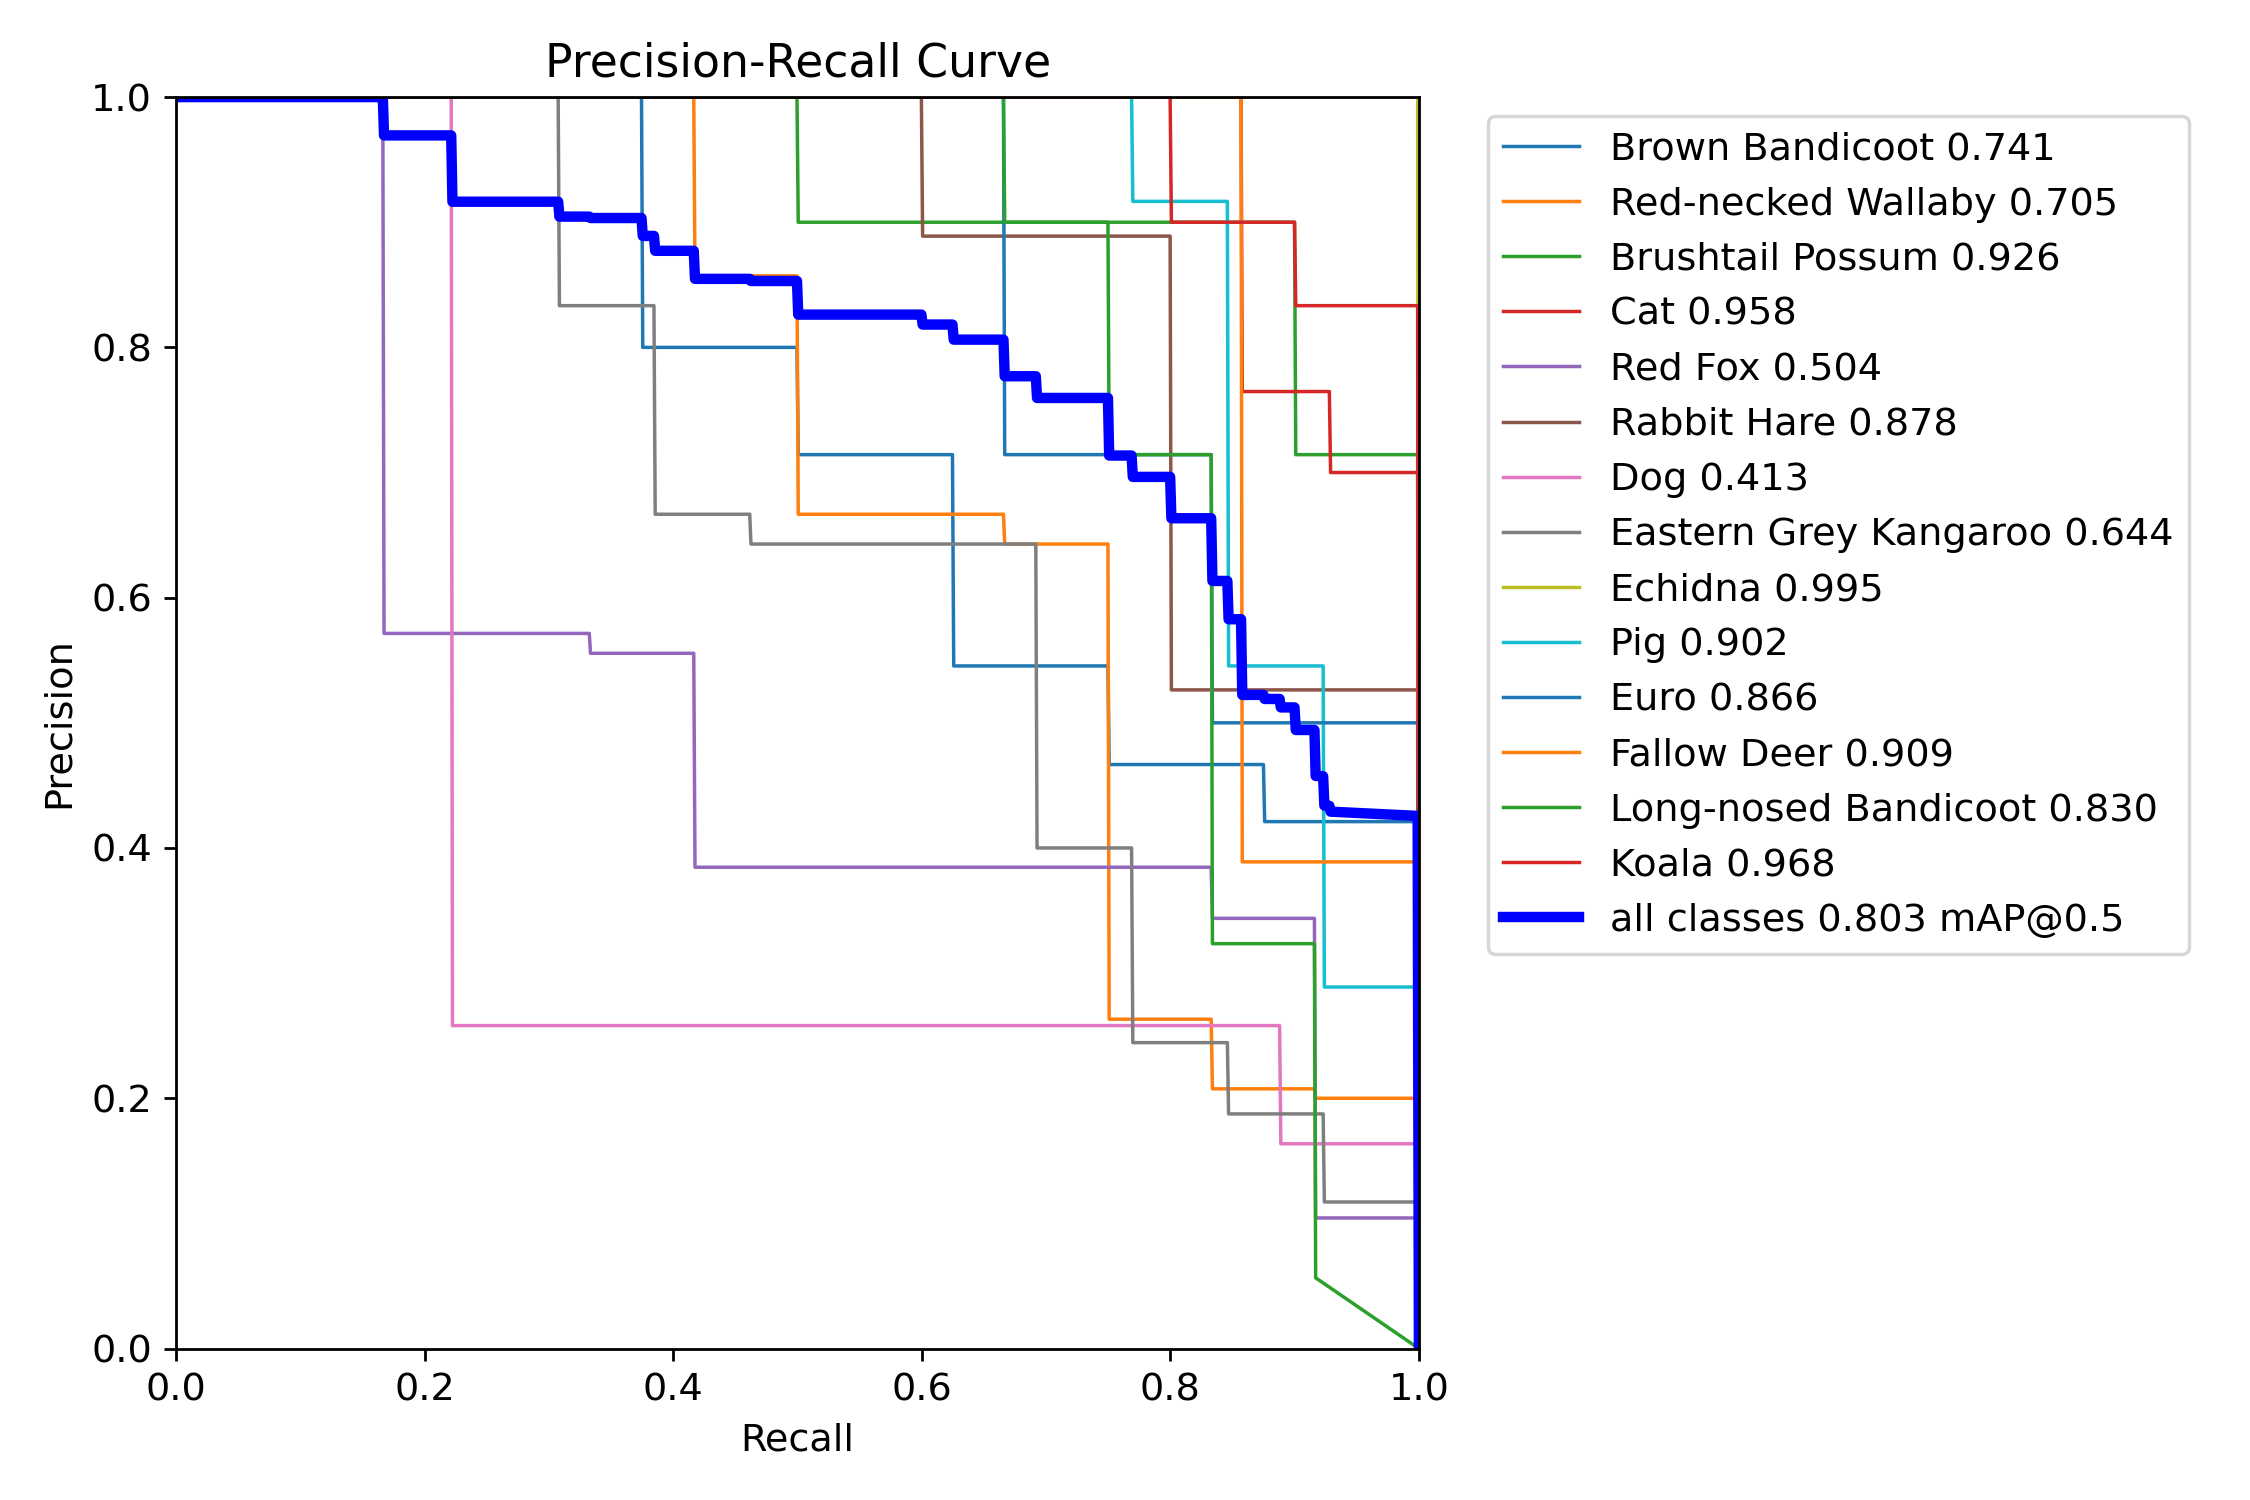 Precision-Recall Curve
1.0
0.8
0.6
0.4
0.2
0.0
Precision
0.0 0.2 0.4 0.6 0.8 1.0
Recall
Brown Bandicoot 0.741
Red-necked Wallaby 0.705
Brushtail Possum 0.926
Cat 0.958
Red Fox 0.504
Rabbit Hare 0.878
Dog 0.413
Eastern Grey Kangaroo 0.644
Echidna 0.995
Pig 0.902
Euro 0.866
Fallow Deer 0.909
Long-nosed Bandicoot 0.830
Koala 0.968
all classes 0.803 mAP@0.5